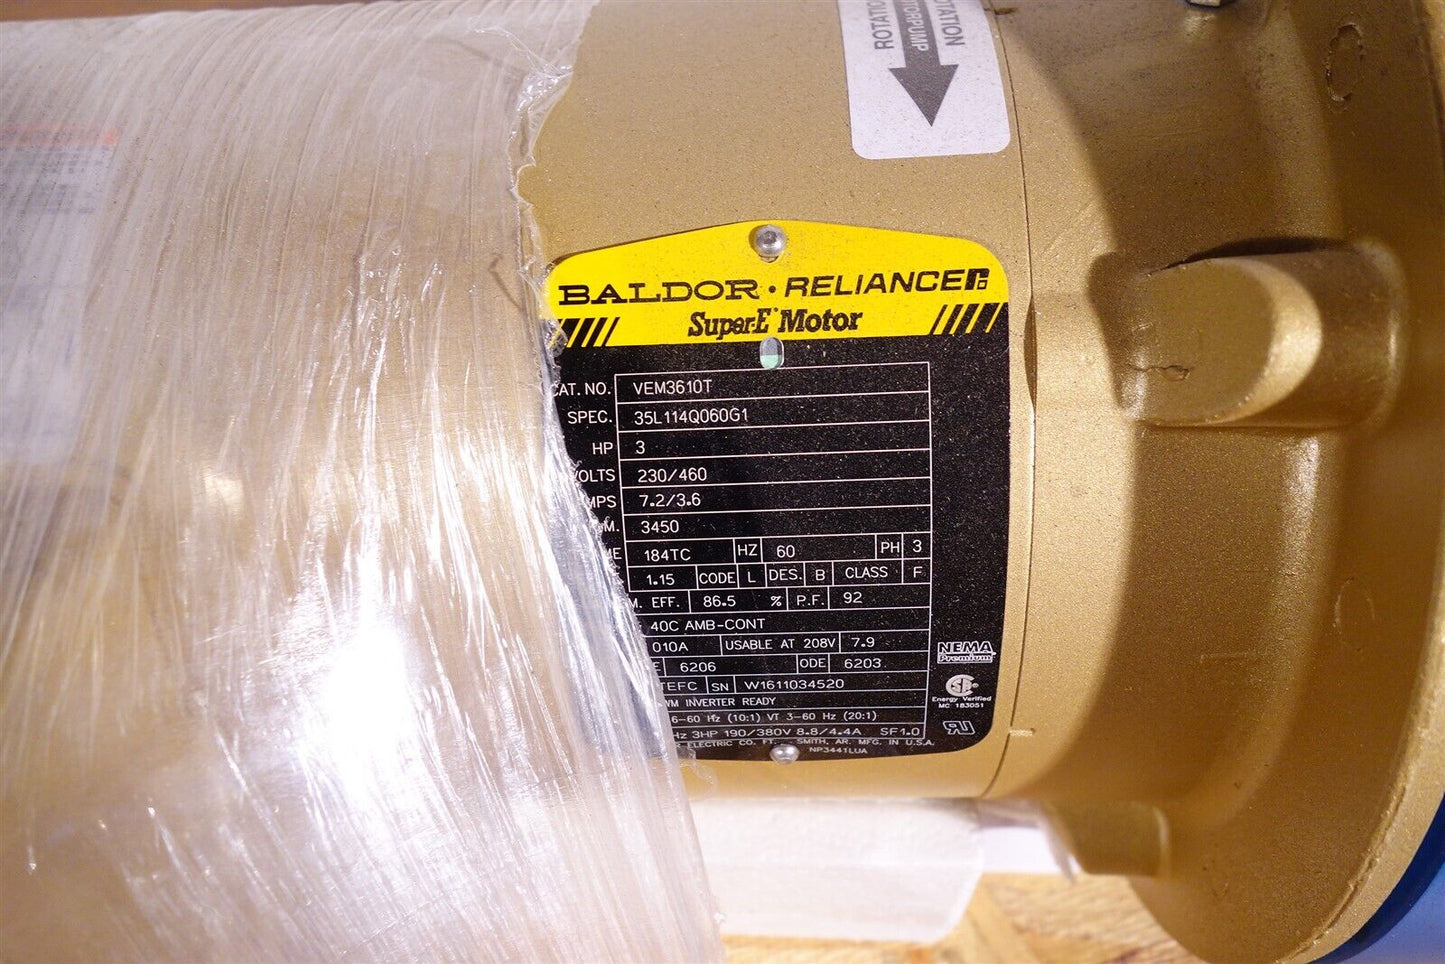 ROTATION
MOTORPUMP
ROTATION
BALDOR · RELIANCE
Super-E Motor
CAT. NO. VEM3610T
SPEC. 35L114Q060G1
HP 3
VOLTS 230/460
MPS 7.2/3.6
M. 3450
ME 184TC HZ 60 PH 3
1.15 CODE L DES. B CLASS F
M. EFF. 86.5 % P.F. 92
40C AMB-CONT
010A USABLE AT 208V 7.9
E 6206 ODE 6203
TEFC SN W1611034520
WM INVERTER READY
6-60 Hz (10:1) VT 3-60 Hz (20:1)
Hz 3HP 190/380V 8.8/4.4A SF1.0
R ELECTRIC CO. FT. SMITH, AR. MFG. IN U.S.A.
NP3441LUA
NEMA
Premium
Energy Verified
MC 183051